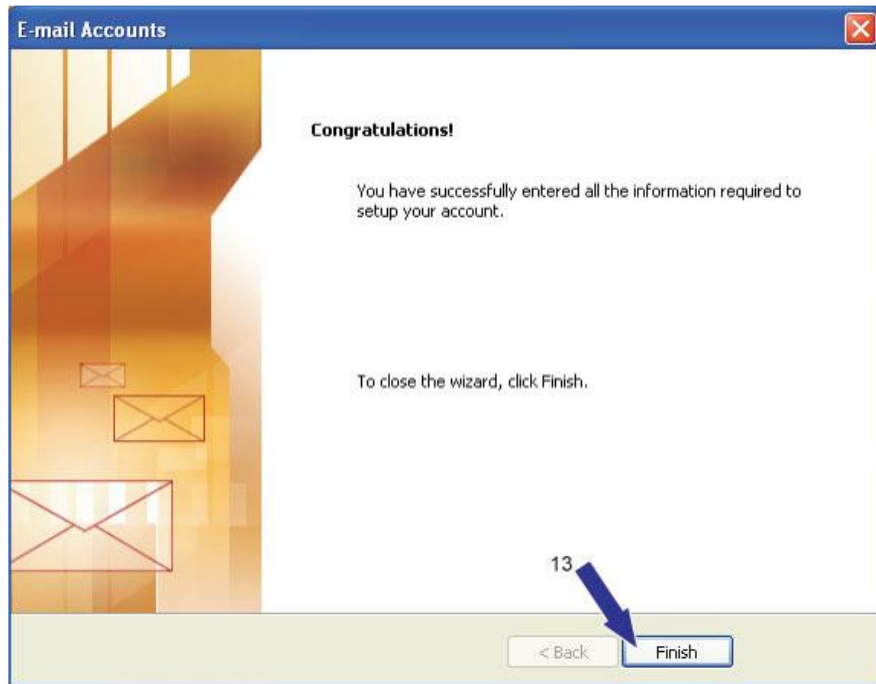 E-mail Accounts
Congratulations!
You have successfully entered all the information required to
setup your account.
To close the wizard, click Finish.
13
< Back
Finish